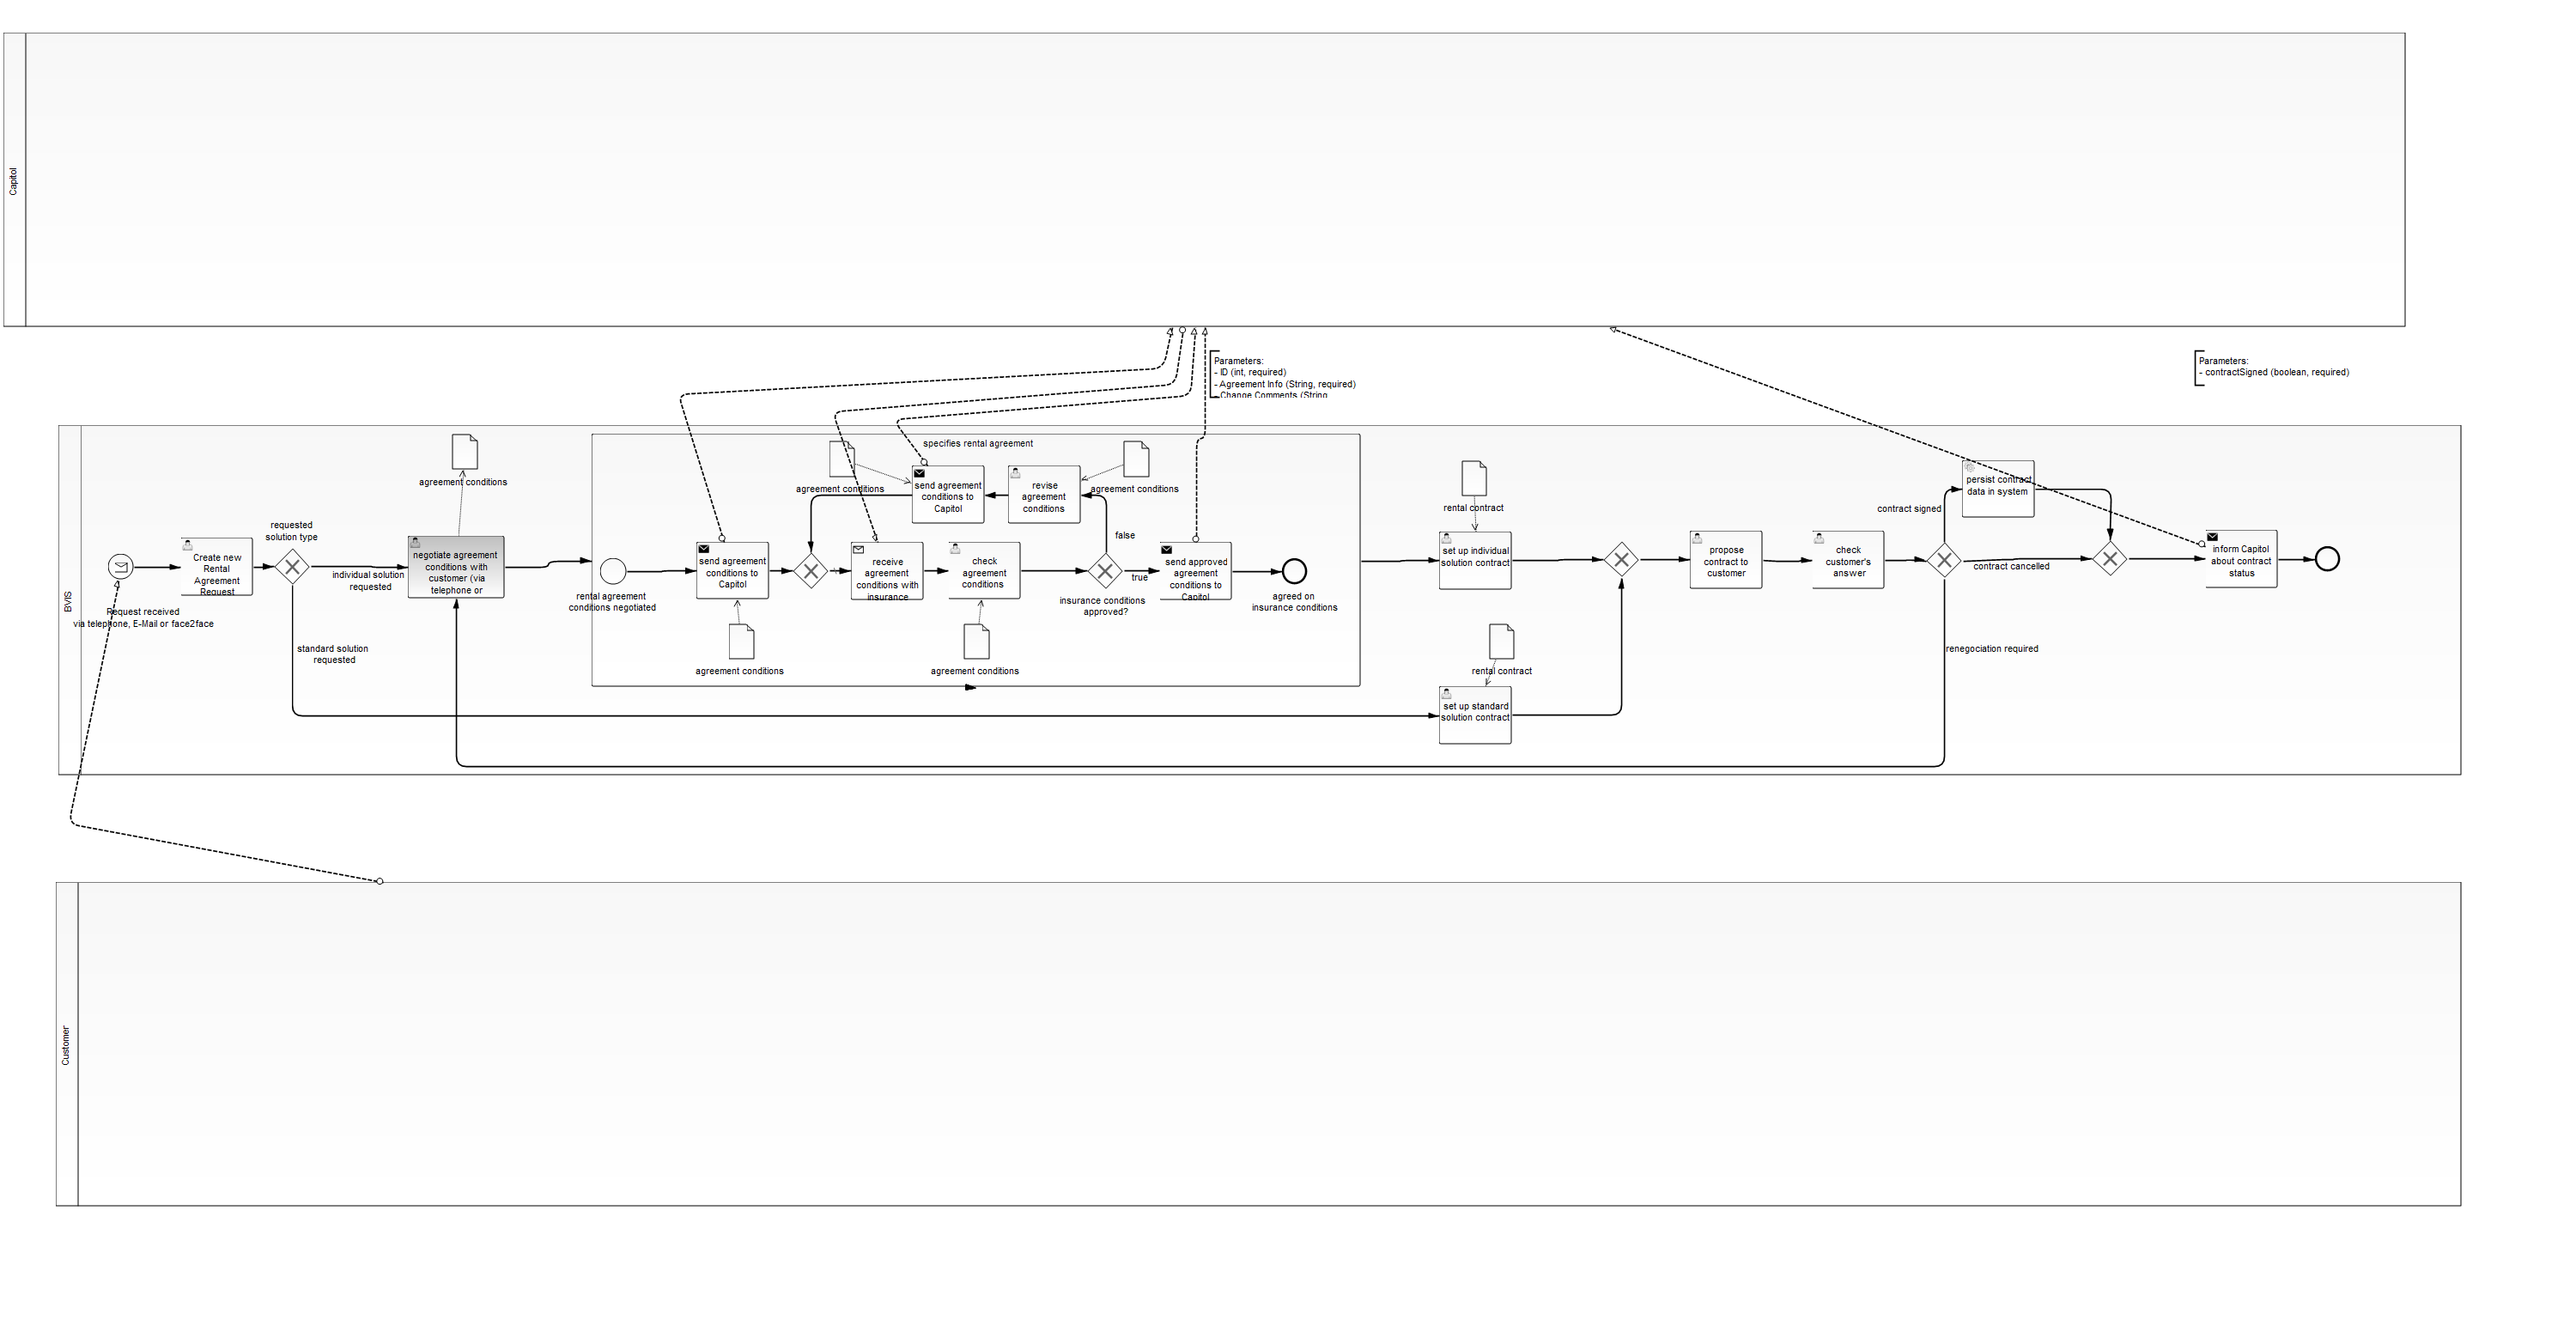 Capitol
Parameters:
- ID (int, required)
- Agreement Info (String, required)
- Change Comments (String
Parameters:
- contractSigned (boolean, required)
BVIS
Request received
via telephone, E-Mail or face2face
Create new
Rental
Agreement
Request
requested
solution type
individual solution
requested
standard solution
requested
agreement conditions
negotiate agreement
conditions with
customer (via
telephone or
rental agreement
conditions negotiated
send agreement
conditions to
Capitol
agreement conditions
agreement conditions
specifies rental agreement
send agreement
conditions to
Capitol
revise
agreement
conditions
agreement conditions
receive
agreement
conditions with
insurance
check
agreement
conditions
agreement conditions
false
true
insurance conditions
approved?
send approved
agreement
conditions to
Capitol
agreed on
insurance conditions
rental contract
set up individual
solution contract
rental contract
set up standard
solution contract
propose
contract to
customer
check
customer's
answer
contract signed
contract cancelled
renegociation required
persist contract
data in system
inform Capitol
about contract
status
Customer